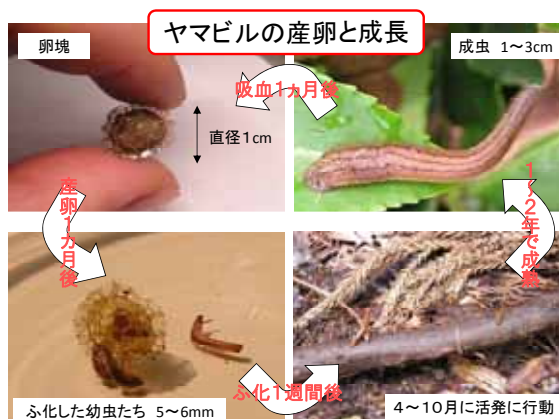 ヤマビルの産卵と成長
卵塊
成虫 1～3cm
吸血1ヵ月後
直径1cm
産卵1カ月後
1～2年で成熟
ふ化1週間後
ふ化した幼虫たち 5～6mm
4～10月に活発に行動